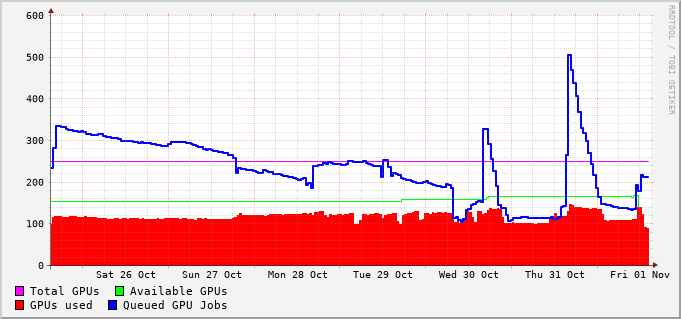 600
500
400
300
200
100
0
Sat 26 Oct Sun 27 Oct Mon 28 Oct Tue 29 Oct Wed 30 Oct Thu 31 Oct Fri 01 Nov
Total GPUs Available GPUs
GPUs used Queued GPU Jobs
RRDTOOL / TOBI OETIKER